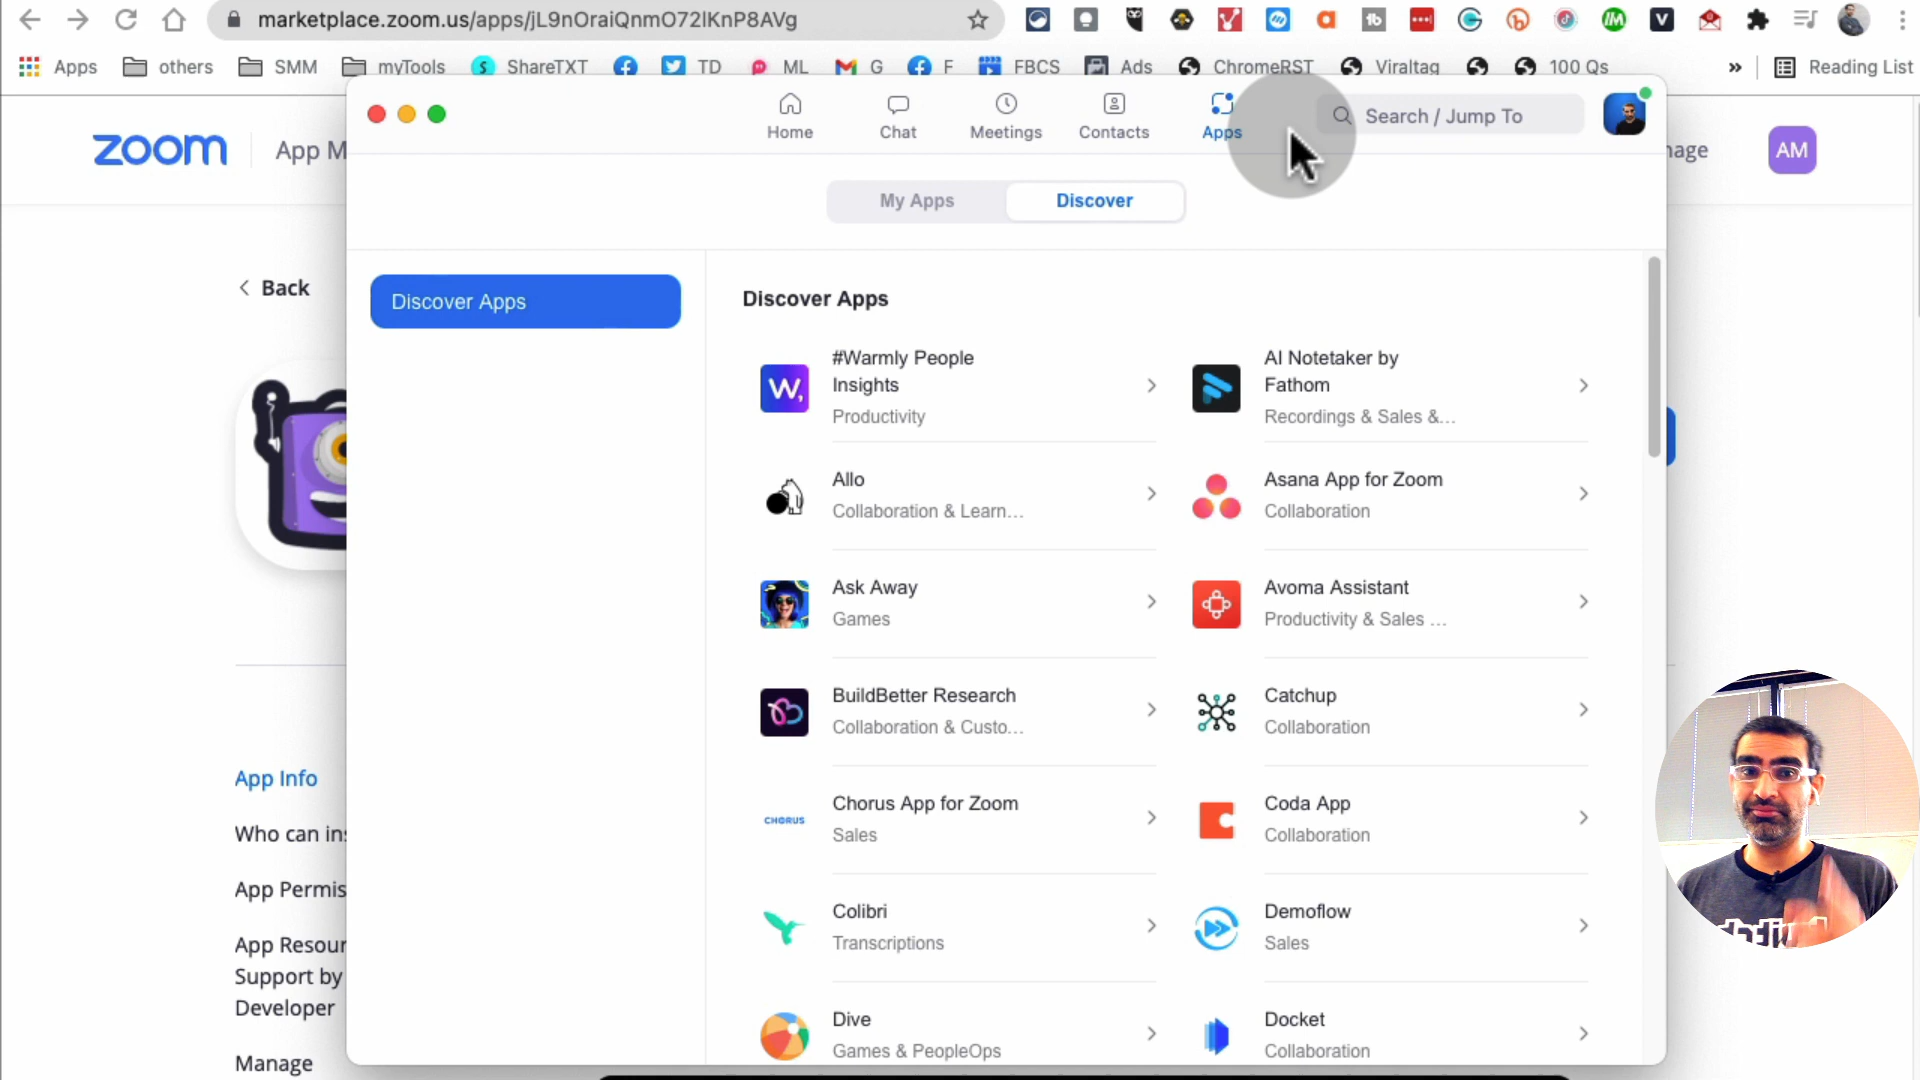 marketplace.zoom.us/apps/jL9nOraiQnmO72lKnP8AVg
Apps others SMM myTools ShareTXT TD ML G F FBCS Ads ChromeRST Viraltag 100 Qs » Reading List
Home Chat Meetings Contacts Apps Search / Jump To
zoom App M
nage AM
My Apps Discover
Back
Discover Apps
Discover Apps
#Warmly People
Insights
Productivity
AI Notetaker by
Fathom
Recordings & Sales &...
Allo
Collaboration & Learn...
Asana App for Zoom
Collaboration
Ask Away
Games
Avoma Assistant
Productivity & Sales ...
BuildBetter Research
Collaboration & Custo...
Catchup
Collaboration
CHORUS
Chorus App for Zoom
Sales
Coda App
Collaboration
Colibri
Transcriptions
Demoflow
Sales
Dive
Games & PeopleOps
Docket
Collaboration
App Info
Who can ins
App Permis
App Resour
Support by
Developer
Manage